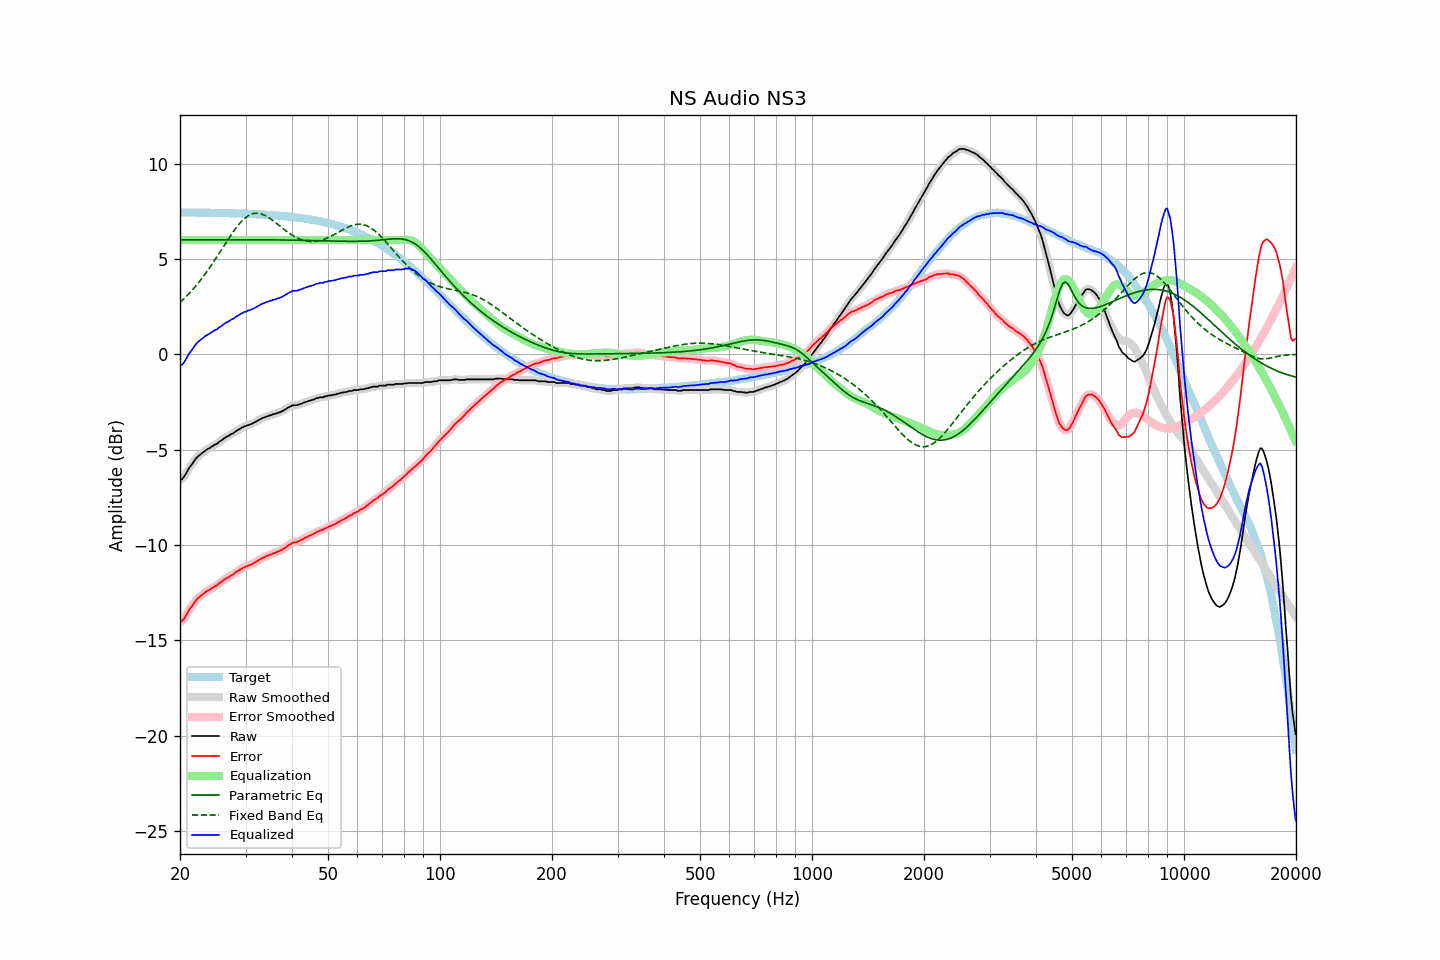 NS Audio NS3
Amplitude (dBr)
10
5
0
−5
−10
−15
−20
−25
Target
Raw Smoothed
Error Smoothed
Raw
Error
Equalization
Parametric Eq
Fixed Band Eq
Equalized
20 50 100 200 500 1000 2000 5000 10000 20000
Frequency (Hz)